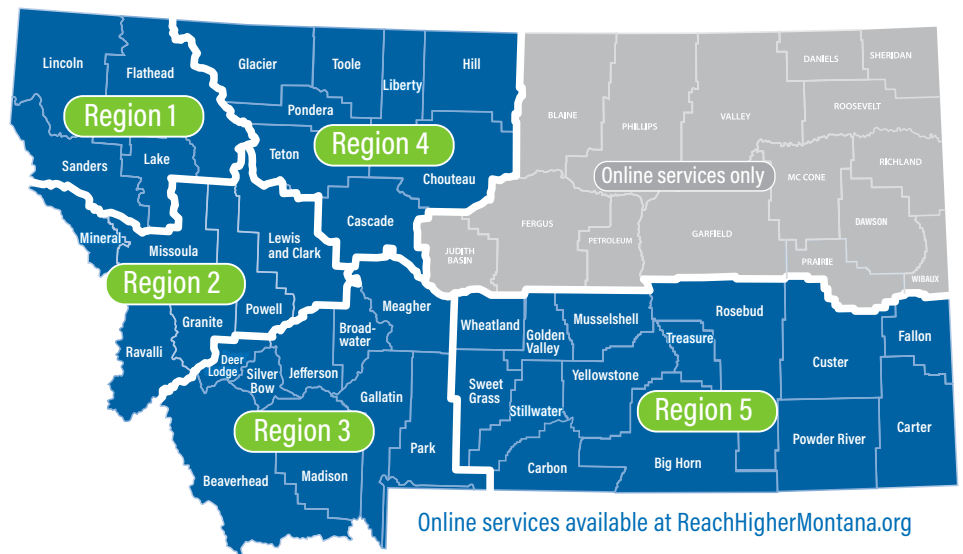 Lincoln
Flathead
Region 1
Sanders
Lake
Glacier
Toole
Liberty
Hill
Pondera
Teton
Region 4
Chouteau
Cascade
DANIELS
SHERIDAN
BLAINE
PHILLIPS
VALLEY
ROOSEVELT
Online services only
RICHLAND
MC CONE
FERGUS
PETROLEUM
GARFIELD
DAWSON
JUDITH
BASIN
PRAIRIE
WIBAUX
Mineral
Missoula
Lewis
and Clark
Region 2
Powell
Granite
Ravalli
Meagher
Broad-
water
Deer
Lodge
Silver
Bow
Jefferson
Gallatin
Region 3
Park
Beaverhead
Madison
Wheatland
Golden
Valley
Musselshell
Rosebud
Treasure
Fallon
Custer
Sweet
Grass
Yellowstone
Stillwater
Region 5
Powder River
Carter
Carbon
Big Horn
Online services available at ReachHigherMontana.org